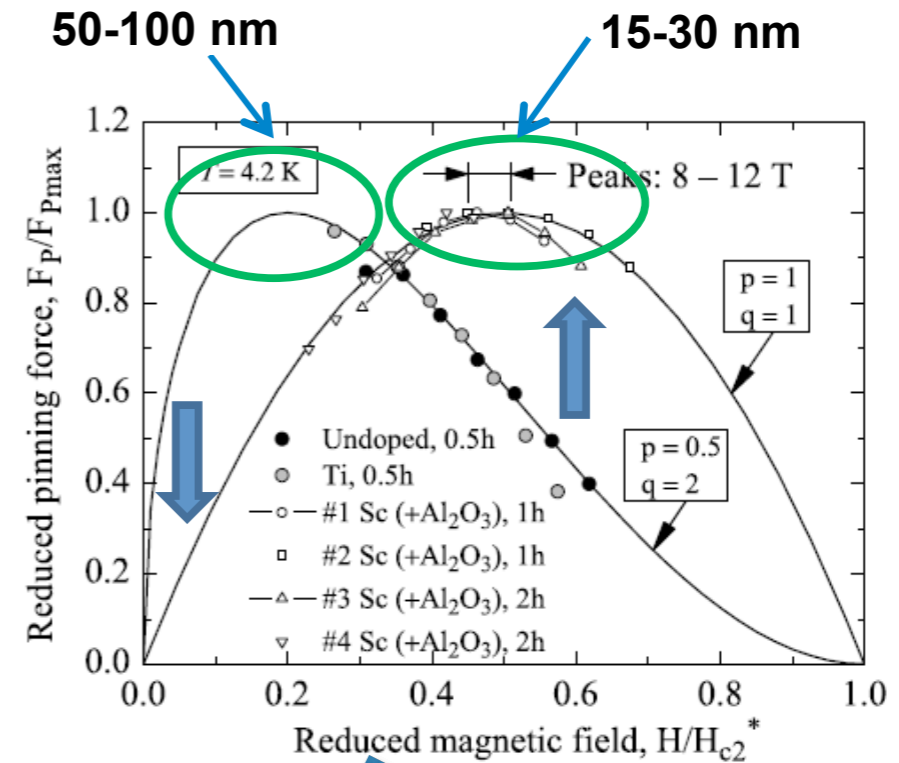 50-100 nm
15-30 nm
1.2
1.0
0.8
0.6
0.4
0.2
0.0
0.0
0.2
0.4
0.6
0.8
1.0
Reduced pinning force, F_P/F_Pmax
T = 4.2 K
Peaks: 8 – 12 T
p = 1
q = 1
p = 0.5
q = 2
Undoped, 0.5h
Ti, 0.5h
#1 Sc (+Al₂O₃), 1h
#2 Sc (+Al₂O₃), 1h
#3 Sc (+Al₂O₃), 2h
#4 Sc (+Al₂O₃), 2h
Reduced magnetic field, H/H_c2*